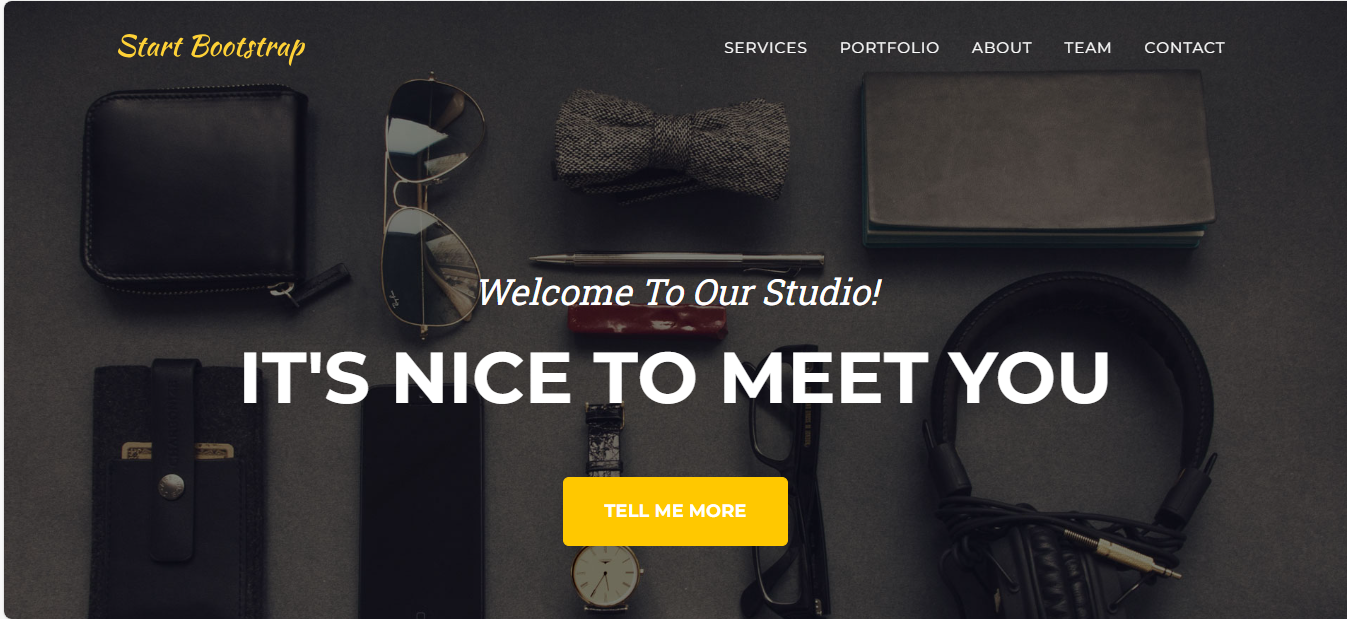 Start Bootstrap
SERVICES PORTFOLIO ABOUT TEAM CONTACT
Welcome To Our Studio!
IT'S NICE TO MEET YOU
TELL ME MORE